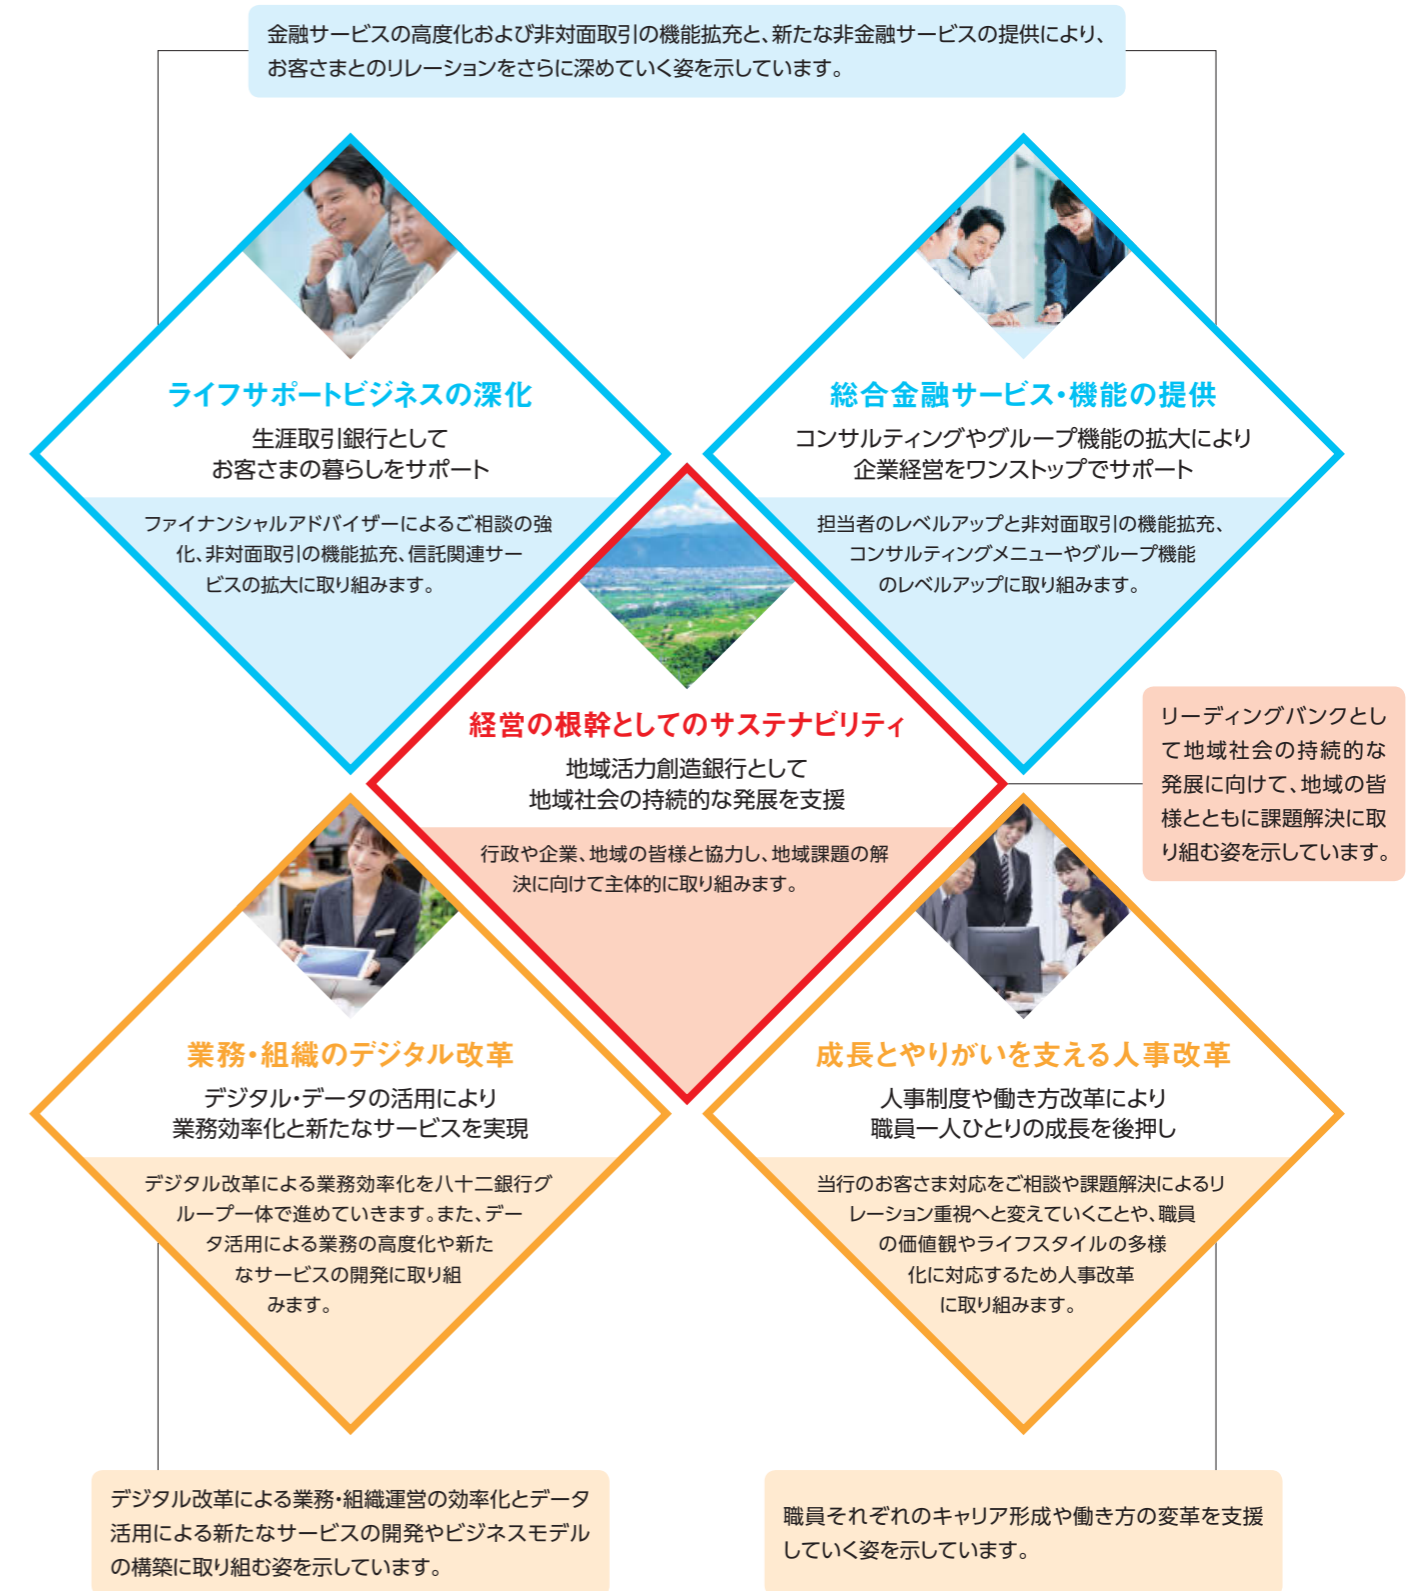 金融サービスの高度化および非対面取引の機能拡充と、新たな非金融サービスの提供により、
お客さまとのリレーションをさらに深めていく姿を示しています。
ライフサポートビジネスの深化
生涯取引銀行として
お客さまの暮らしをサポート
ファイナンシャルアドバイザーによるご相談の強
化、非対面取引の機能拡充、信託関連サー
ビスの拡大に取り組みます。
総合金融サービス・機能の提供
コンサルティングやグループ機能の拡大により
企業経営をワンストップでサポート
担当者のレベルアップと非対面取引の機能拡充、
コンサルティングメニューやグループ機能
のレベルアップに取り組みます。
経営の根幹としてのサステナビリティ
地域活力創造銀行として
地域社会の持続的な発展を支援
行政や企業、地域の皆様と協力し、地域課題の解
決に向けて主体的に取り組みます。
リーディングバンクとし
て地域社会の持続的な
発展に向けて、地域の皆
様とともに課題解決に取
り組む姿を示しています。
業務・組織のデジタル改革
デジタル・データの活用により
業務効率化と新たなサービスを実現
デジタル改革による業務効率化を八十二銀行グ
ループ一体で進めていきます。また、デー
タ活用による業務の高度化や新た
なサービスの開発に取り組
みます。
成長とやりがいを支える人事改革
人事制度や働き方改革により
職員一人ひとりの成長を後押し
当行のお客さま対応をご相談や課題解決によるリ
レーション重視へと変えていくことや、職員
の価値観やライフスタイルの多様
化に対応するため人事改革
に取り組みます。
デジタル改革による業務・組織運営の効率化とデータ
活用による新たなサービスの開発やビジネスモデル
の構築に取り組む姿を示しています。
職員それぞれのキャリア形成や働き方の変革を支援
していく姿を示しています。